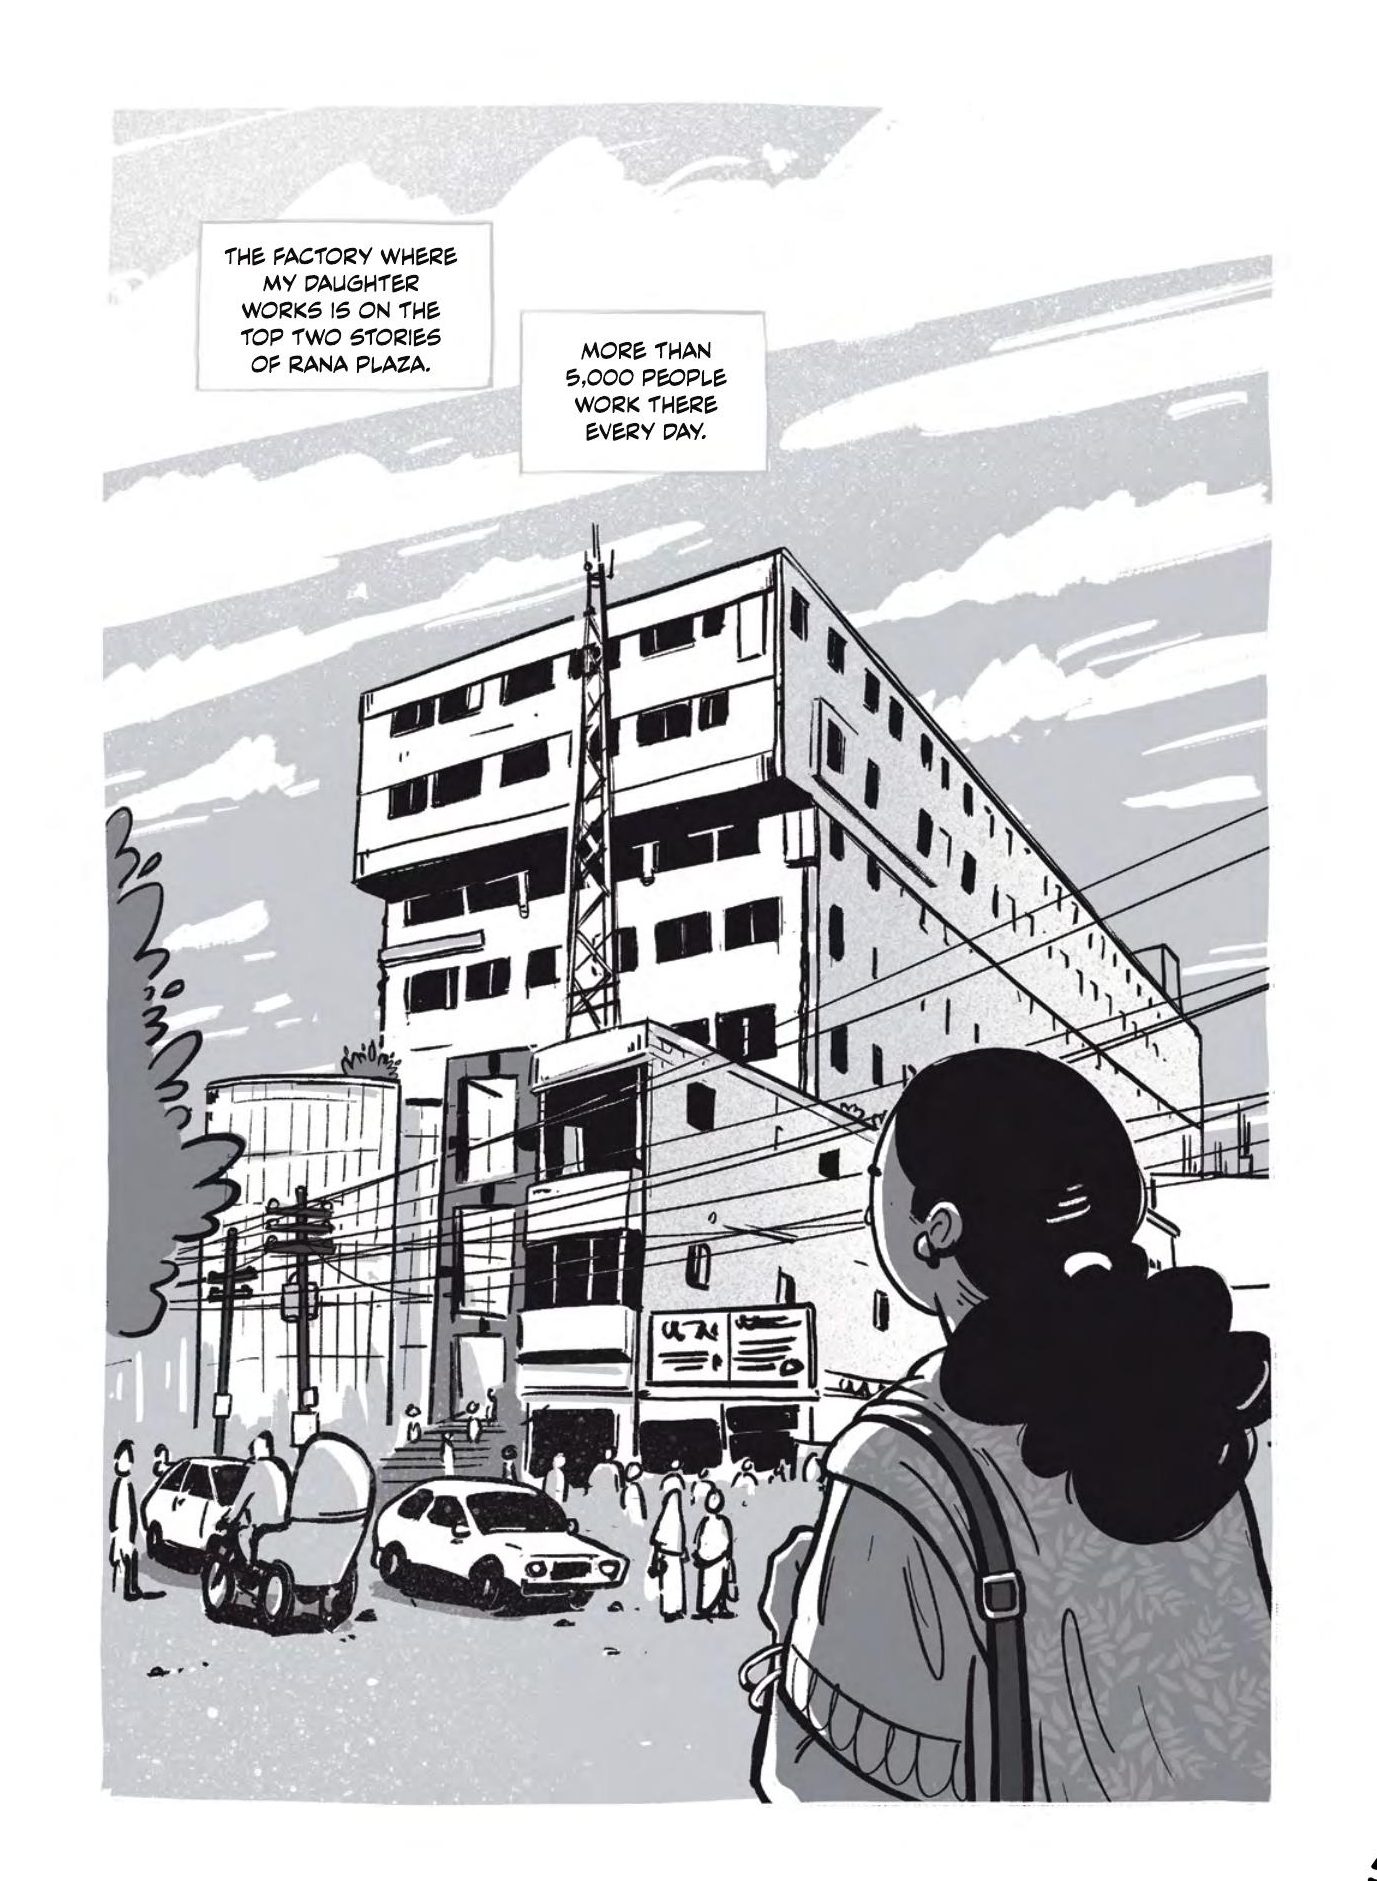 THE FACTORY WHERE
MY DAUGHTER
WORKS IS ON THE
TOP TWO STORIES
OF RANA PLAZA.
MORE THAN
5,000 PEOPLE
WORK THERE
EVERY DAY.